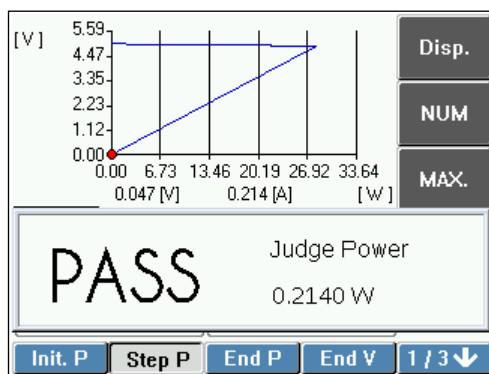 [V]
5.59
4.47
3.35
2.23
1.12
0.00
0.00 6.73 13.46 20.19 26.92 33.64
0.047 [V] 0.214 [A] [W]
Disp.
NUM
MAX.
PASS
Judge Power
0.2140 W
Init. P Step P End P End V 1/3